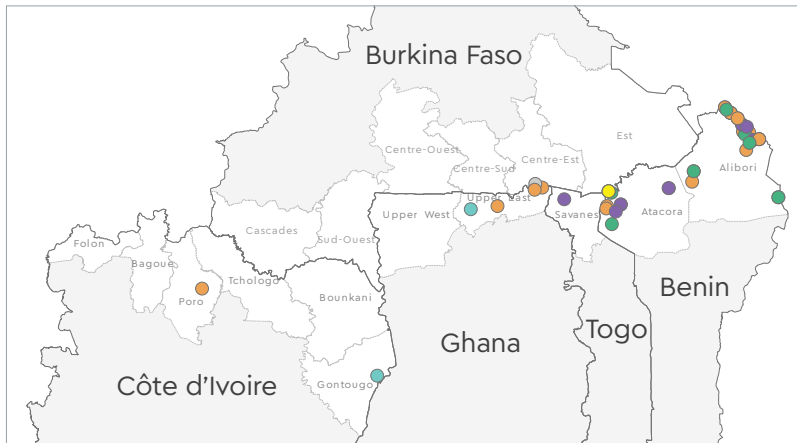 Burkina Faso
Est
Centre-Ouest
Centre-Est
Centre-Sud
Alibori
Upper East
Upper West
Savanes
Atacora
Cascades
Sud-Ouest
Folon
Bagoue
Tchologo
Poro
Bounkani
Benin
Togo
Ghana
Côte d'Ivoire
Gontougo